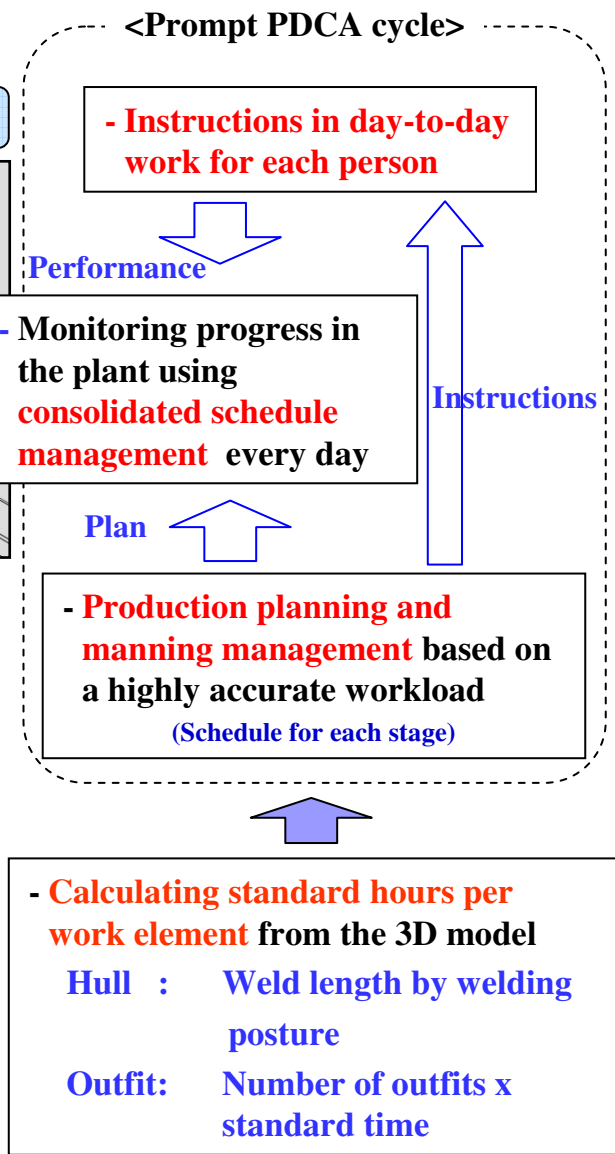 <Prompt PDCA cycle>
- Instructions in day-to-day
work for each person
Performance
- Monitoring progress in
the plant using
consolidated schedule
management every day
Instructions
Plan
- Production planning and
manning management based on
a highly accurate workload
(Schedule for each stage)
- Calculating standard hours per
work element from the 3D model
Hull : Weld length by welding
posture
Outfit: Number of outfits x
standard time